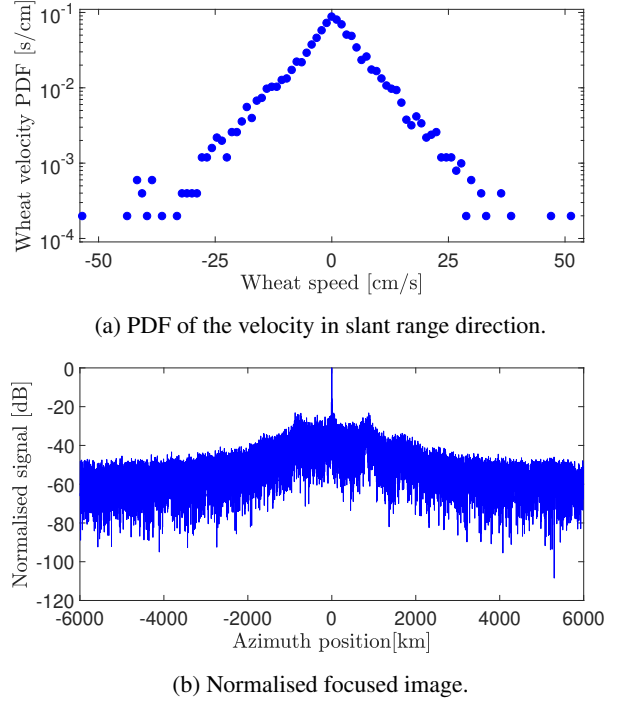 10^-1
10^-2
10^-3
10^-4
Wheat velocity PDF [s/cm]
-50 -25 0 25 50
Wheat speed [cm/s]
(a) PDF of the velocity in slant range direction.
0
-20
-40
-60
-80
-100
-120
Normalised signal [dB]
-6000 -4000 -2000 0 2000 4000 6000
Azimuth position[km]
(b) Normalised focused image.